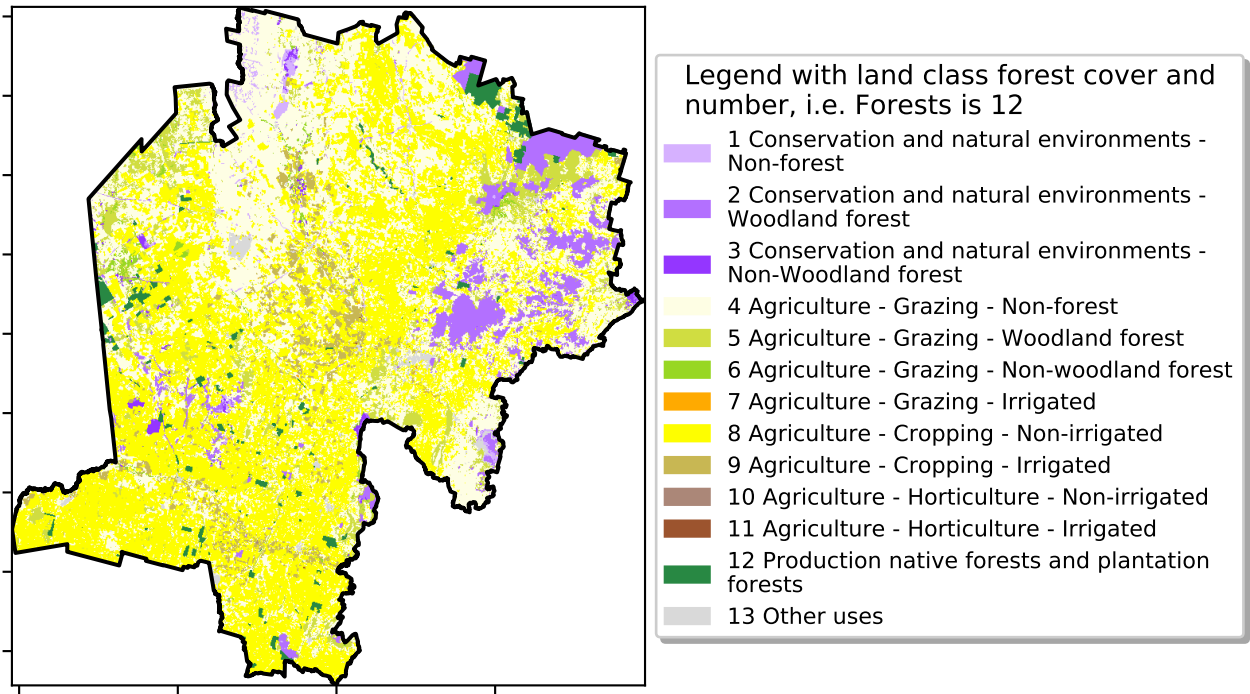 Legend with land class forest cover and
number, i.e. Forests is 12
1 Conservation and natural environments -
Non-forest
2 Conservation and natural environments -
Woodland forest
3 Conservation and natural environments -
Non-Woodland forest
4 Agriculture - Grazing - Non-forest
5 Agriculture - Grazing - Woodland forest
6 Agriculture - Grazing - Non-woodland forest
7 Agriculture - Grazing - Irrigated
8 Agriculture - Cropping - Non-irrigated
9 Agriculture - Cropping - Irrigated
10 Agriculture - Horticulture - Non-irrigated
11 Agriculture - Horticulture - Irrigated
12 Production native forests and plantation
forests
13 Other uses